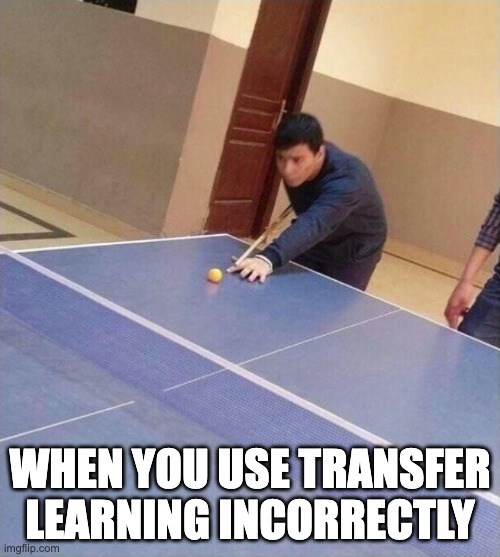 WHEN YOU USE TRANSFER
LEARNING INCORRECTLY
imgflip.com